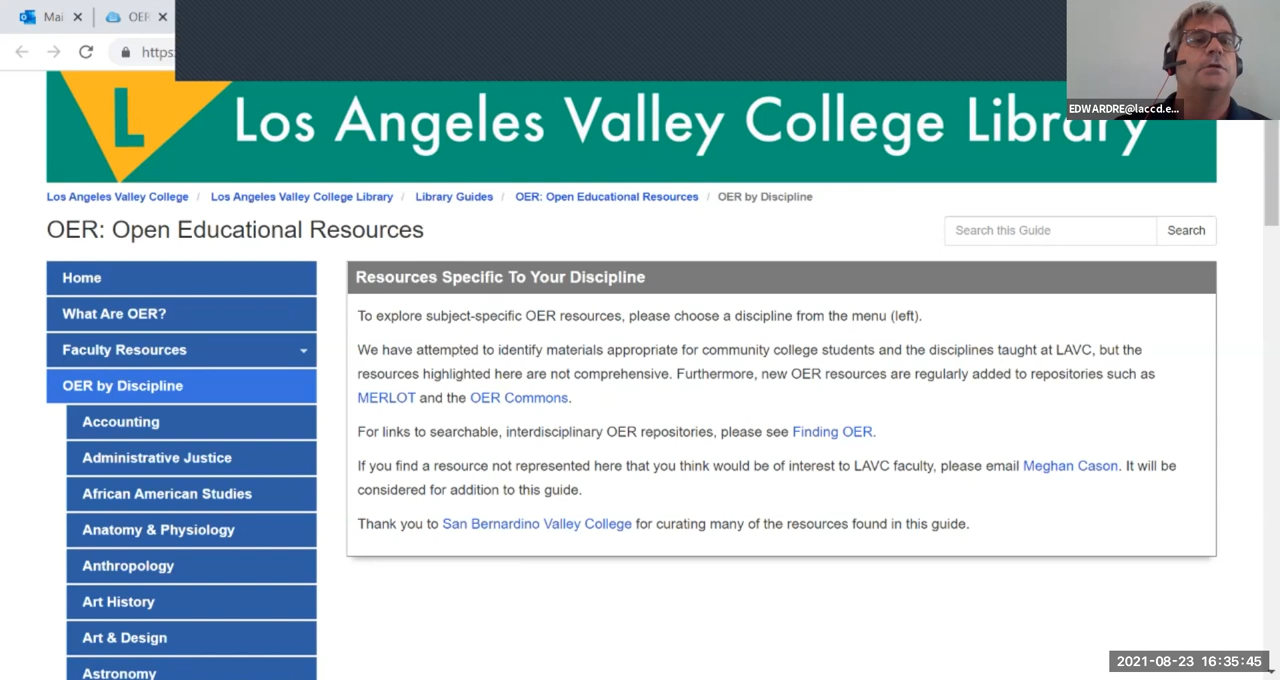 Mai
OER
https:
EDWARDRE@laccd.e...
L
Los Angeles Valley College Library
Los Angeles Valley College / Los Angeles Valley College Library / Library Guides / OER: Open Educational Resources / OER by Discipline
OER: Open Educational Resources
Search this Guide
Search
Home
What Are OER?
Faculty Resources
OER by Discipline
Accounting
Administrative Justice
African American Studies
Anatomy & Physiology
Anthropology
Art History
Art & Design
Astronomy
Resources Specific To Your Discipline
To explore subject-specific OER resources, please choose a discipline from the menu (left).
We have attempted to identify materials appropriate for community college students and the disciplines taught at LAVC, but the
resources highlighted here are not comprehensive. Furthermore, new OER resources are regularly added to repositories such as
MERLOT and the OER Commons.
For links to searchable, interdisciplinary OER repositories, please see Finding OER.
If you find a resource not represented here that you think would be of interest to LAVC faculty, please email Meghan Cason. It will be
considered for addition to this guide.
Thank you to San Bernardino Valley College for curating many of the resources found in this guide.
2021-08-23 16:35:45